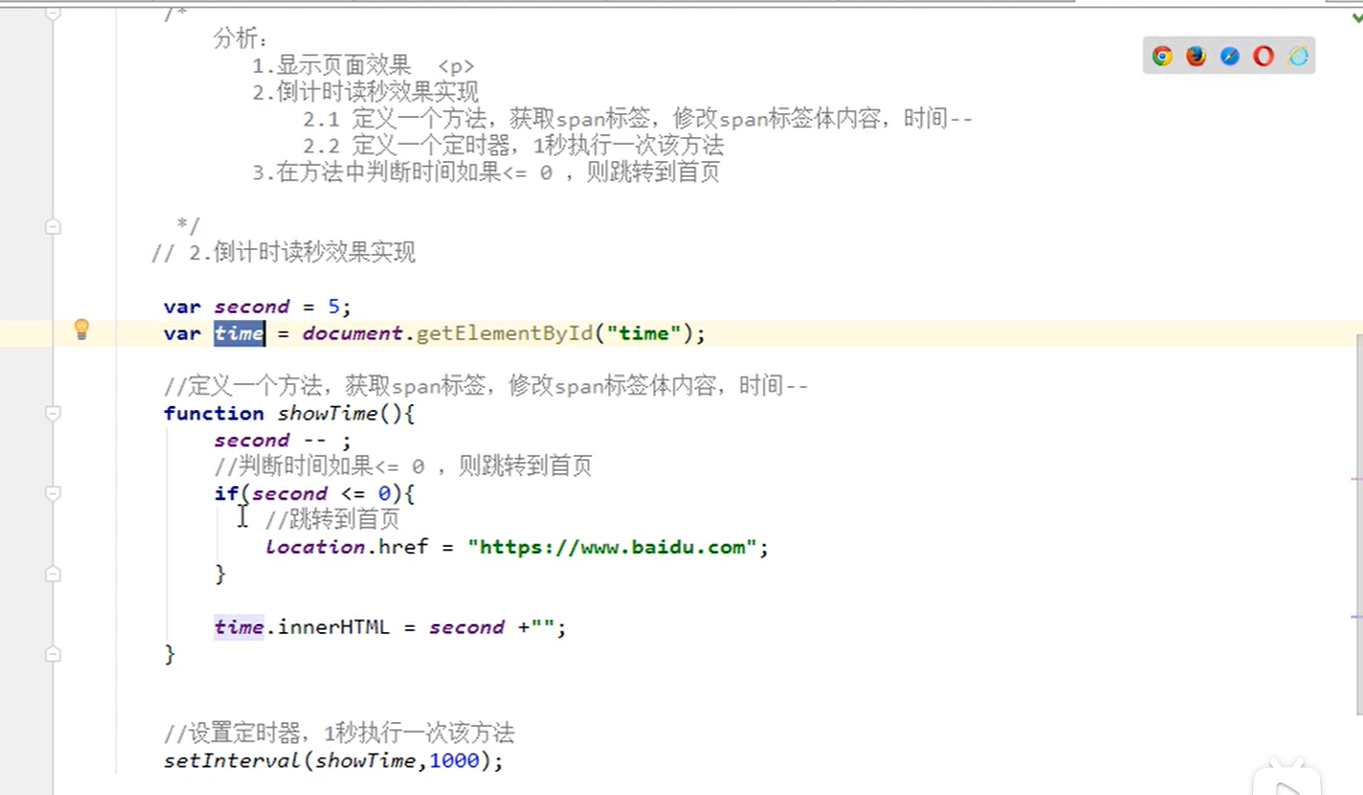 /*
分析：
1.显示页面效果 <p>
2.倒计时读秒效果实现
2.1 定义一个方法，获取span标签，修改span标签体内容，时间--
2.2 定义一个定时器，1秒执行一次该方法
3.在方法中判断时间如果<= 0 ，则跳转到首页
*/
// 2.倒计时读秒效果实现
var second = 5;
var time = document.getElementById("time");
//定义一个方法，获取span标签，修改span标签体内容，时间--
function showTime(){
second -- ;
//判断时间如果<= 0 ，则跳转到首页
if(second <= 0){
//跳转到首页
location.href = "https://www.baidu.com";
}
time.innerHTML = second +"";
}
//设置定时器，1秒执行一次该方法
setInterval(showTime,1000);